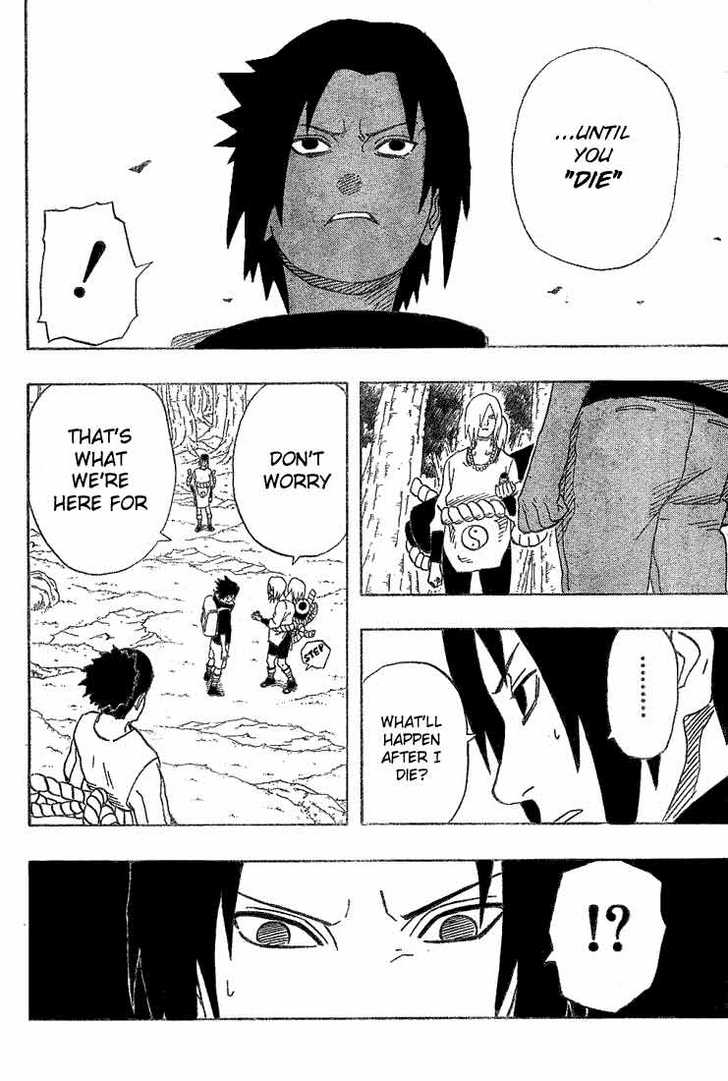 ...UNTIL
YOU
"DIE"
!
DON'T
WORRY
THAT'S
WHAT
WE'RE
HERE FOR
STEP
.........
WHAT'LL
HAPPEN
AFTER I
DIE?
!?